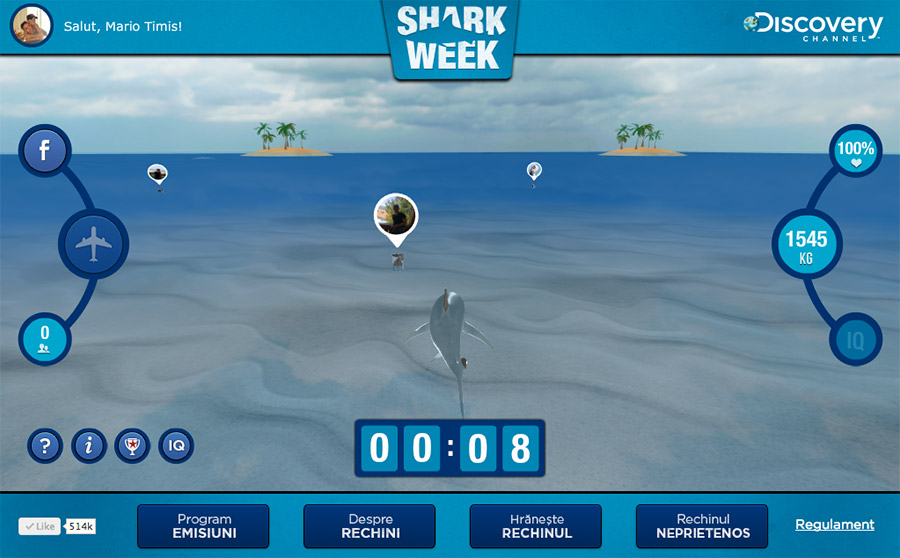 Salut, Mario Timis!
SHARK
WEEK
Discovery
CHANNEL
f
100%
1545
KG
0
IQ
? i IQ
00:08
Like 514k
Program
EMISIUNI
Despre
RECHINI
Hrănește
RECHINUL
Rechinul
NEPRIETENOS
Regulament